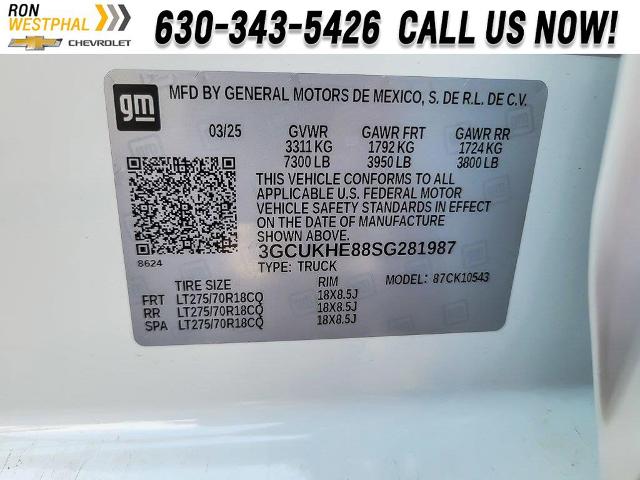 RON
WESTPHAL
CHEVROLET
630-343-5426 CALL US NOW!
gm
MFD BY GENERAL MOTORS DE MEXICO, S. DE R.L. DE C.V.
03/25 GVWR GAWR FRT GAWR RR
3311 KG 1792 KG 1724 KG
7300 LB 3950 LB 3800 LB
THIS VEHICLE CONFORMS TO ALL
APPLICABLE U.S. FEDERAL MOTOR
VEHICLE SAFETY STANDARDS IN EFFECT
ON THE DATE OF MANUFACTURE
3GCUKHE88SG281987
8624
TYPE: TRUCK
MODEL: 87CK10543
TIRE SIZE RIM
FRT LT275/70R18CQ 18X8.5J
RR LT275/70R18CQ 18X8.5J
SPA LT275/70R18CQ 18X8.5J